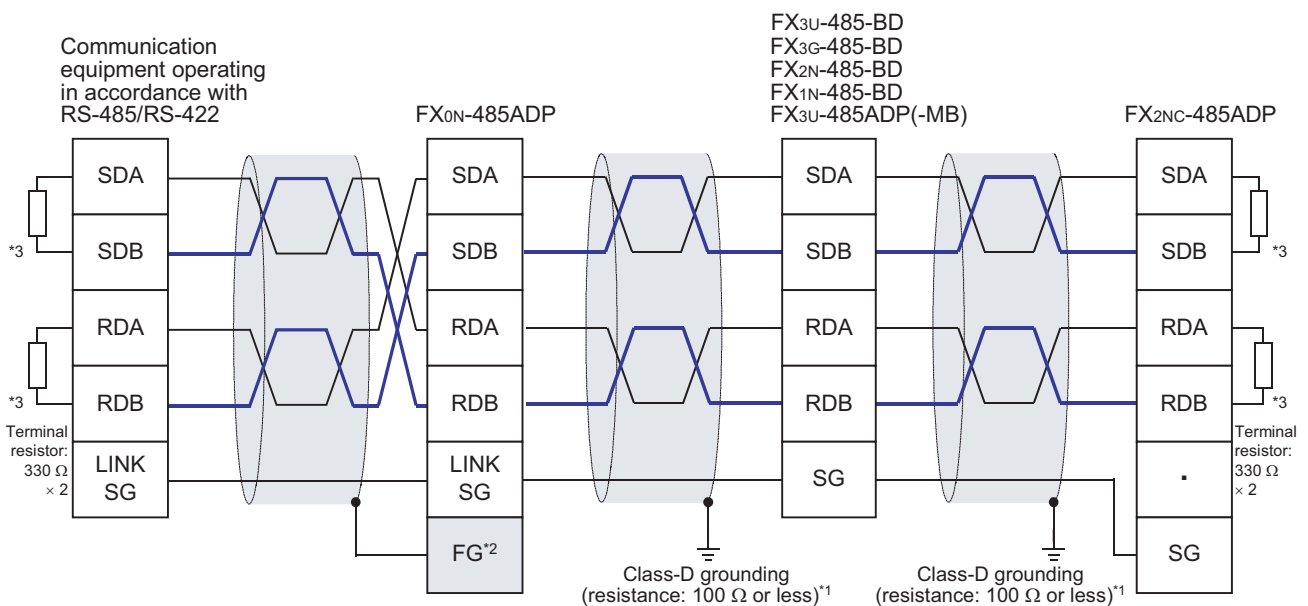 Communication
equipment operating
in accordance with
RS-485/RS-422
FX0N-485ADP
FX3U-485-BD
FX3G-485-BD
FX2N-485-BD
FX1N-485-BD
FX3U-485ADP(-MB)
FX2NC-485ADP
SDA
SDB
RDA
RDB
LINK
SG
*3
*3
Terminal
resistor:
330 Ω
× 2
SDA
SDB
RDA
RDB
LINK
SG
FG*2
SDA
SDB
RDA
RDB
SG
Class-D grounding
(resistance: 100 Ω or less)*1
SDA
SDB
RDA
RDB
.
SG
Class-D grounding
(resistance: 100 Ω or less)*1
*3
*3
Terminal
resistor:
330 Ω
× 2